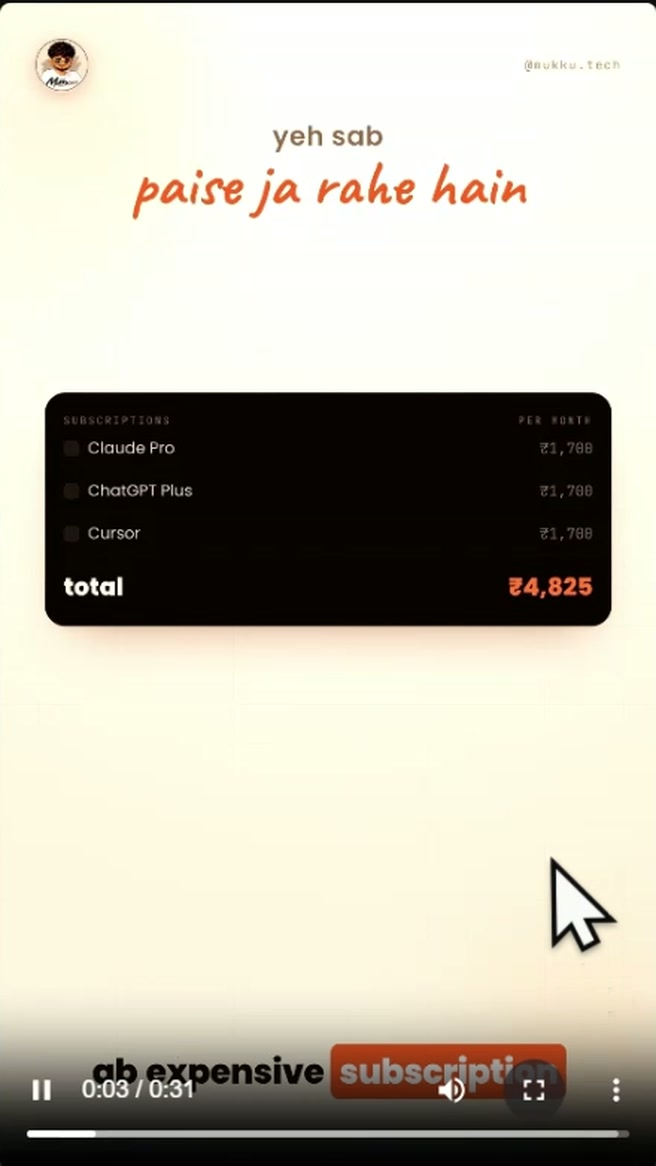 @mukku.tech
yeh sab
paise ja rahe hain
SUBSCRIPTIONS PER MONTH
Claude Pro ₹1,700
ChatGPT Plus ₹1,700
Cursor ₹1,700
total ₹4,825
ab expensive subscription
0:03 / 0:31